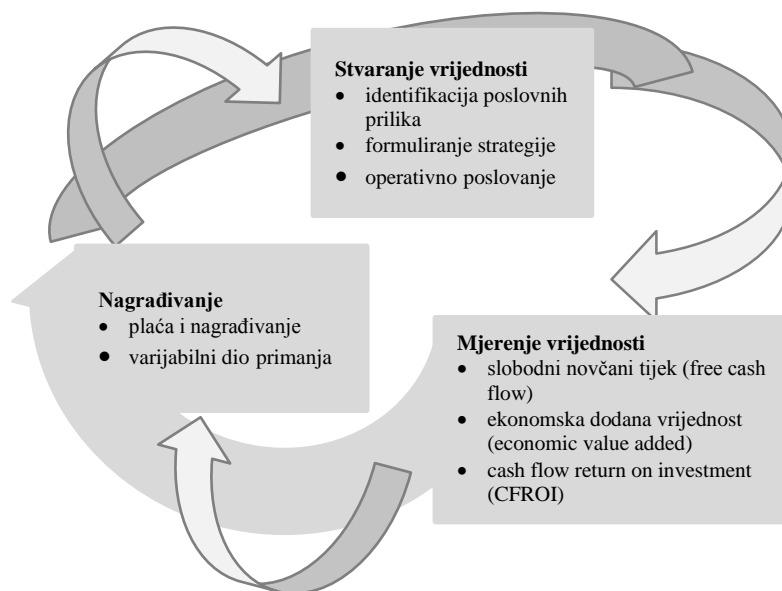 Stvaranje vrijednosti
• identifikacija poslovnih
prilika
• formuliranje strategije
• operativno poslovanje
Nagrađivanje
• plaća i nagrađivanje
• varijabilni dio primanja
Mjerenje vrijednosti
• slobodni novčani tijek (free cash
flow)
• ekonomska dodana vrijednost
(economic value added)
• cash flow return on investment
(CFROI)